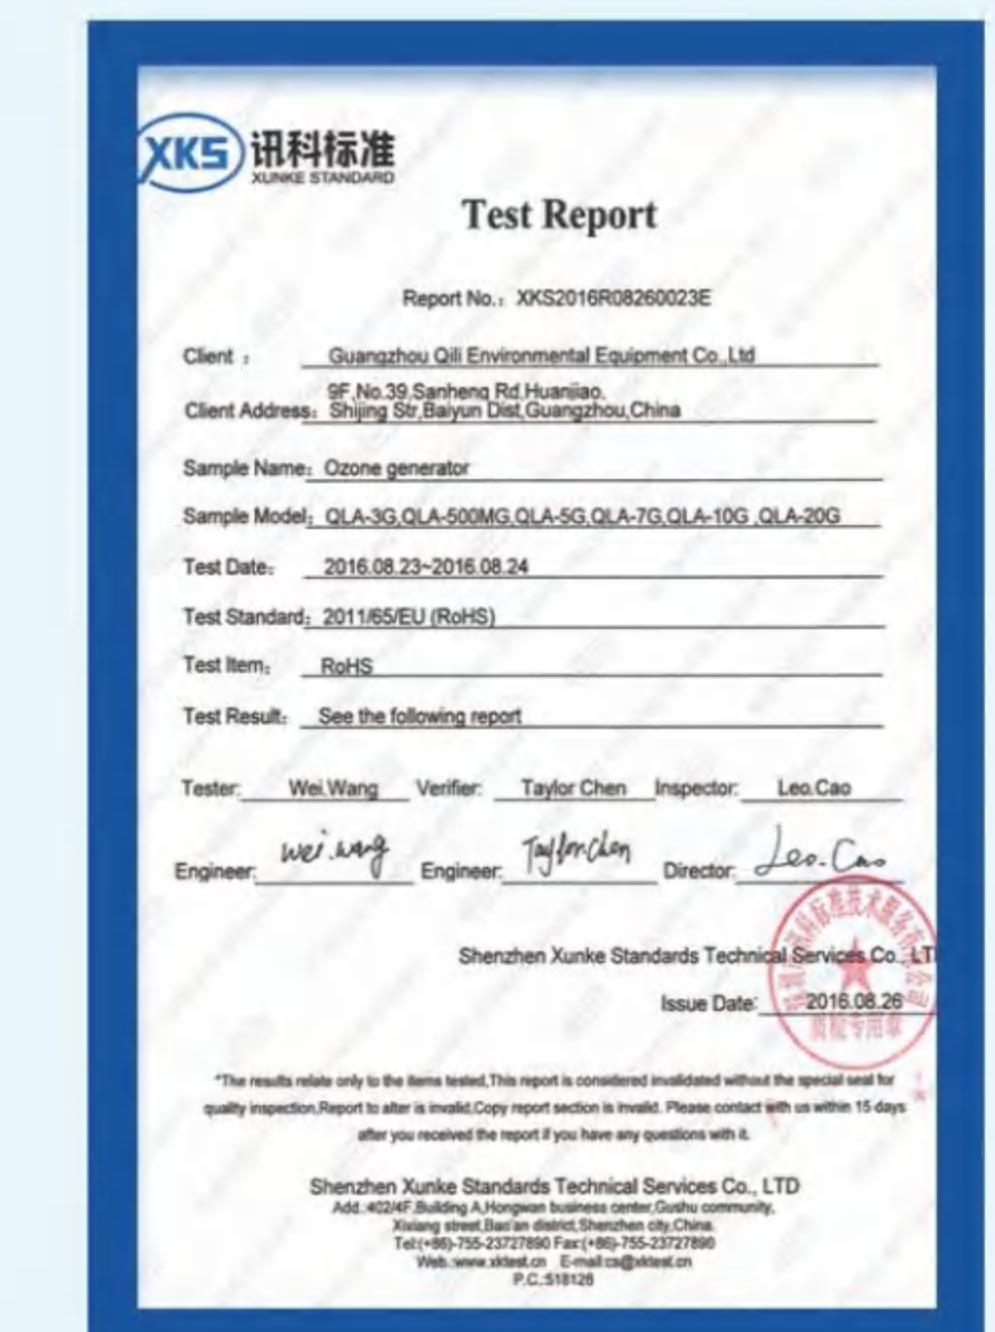 XKS 讯科标准
XUNKE STANDARD
Test Report
Report No.: XKS2016R08260023E
Client : Guangzhou Qili Environmental Equipment Co.,Ltd
9F,No.39,Sanheng Rd,Huanjiao,
Client Address: Shijing Str,Baiyun Dist,Guangzhou,China
Sample Name: Ozone generator
Sample Model: QLA-3G,QLA-500MG,QLA-5G,QLA-7G,QLA-10G ,QLA-20G
Test Date: 2016.08.23~2016.08.24
Test Standard: 2011/65/EU (RoHS)
Test Item: RoHS
Test Result: See the following report
Tester: Wei.Wang Verifier: Taylor Chen Inspector: Leo.Cao
Engineer: wei.wang Engineer: Taylor.Chen Director: Leo.Cao
Shenzhen Xunke Standards Technical Services Co., LT
Issue Date: 2016.08.26
质检专用章
*The results relate only to the items tested,This report is considered invalidated without the special seal for
quality inspection,Report to alter is invalid,Copy report section is invalid. Please contact with us within 15 days
after you received the report if you have any questions with it.
Shenzhen Xunke Standards Technical Services Co., LTD
Add.:402/4F,Building A,Hongwan business center,Gushu community,
Xixiang street,Bao'an district,Shenzhen city,China.
Tel:(+86)-755-23727890 Fax:(+86)-755-23727890
Web.:www.xktest.cn E-mail:cs@xktest.cn
P.C.:518126